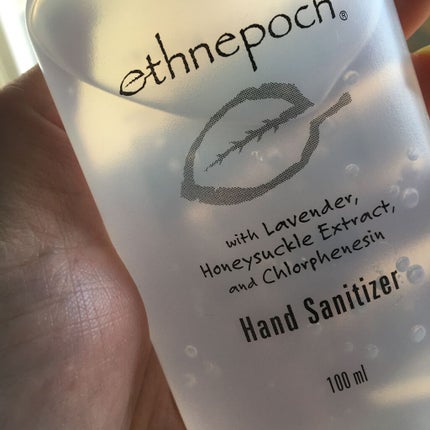 ethnepoch®
with Lavender,
Honeysuckle Extract,
and Chlorphenesin
Hand Sanitizer
100 ml